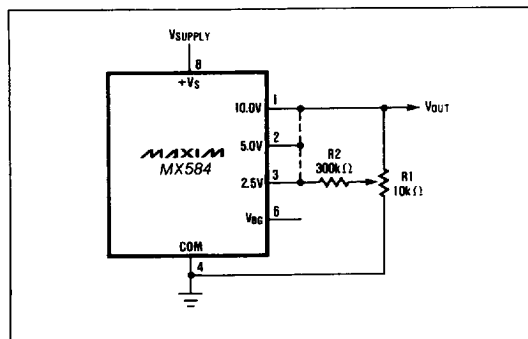 VSUPPLY
8
+VS
10.0V
1
VOUT
MAXIM
MX584
5.0V
2
R2
300kΩ
2.5V
3
R1
10kΩ
VBG
6
COM
4